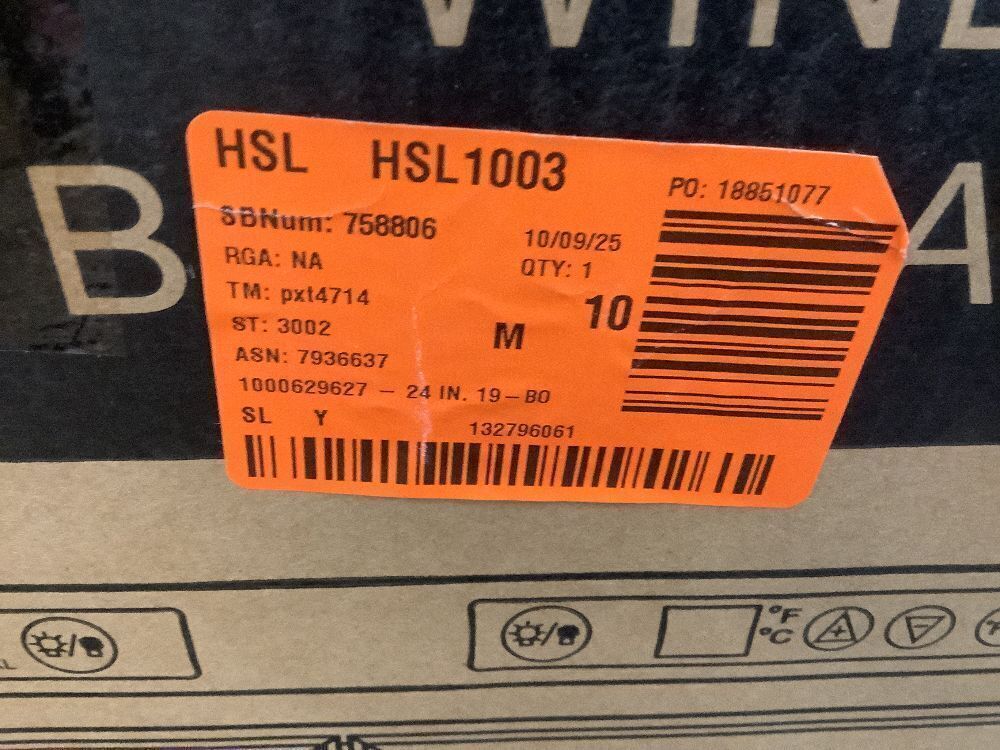 WINE
B
A
HSL HSL1003
PO: 18851077
SBNum: 758806
10/09/25
RGA: NA
QTY: 1
TM: pxt4714
10
ST: 3002
M
ASN: 7936637
1000629627 – 24 IN. 19–BO
SL Y
132796061
°F
°C